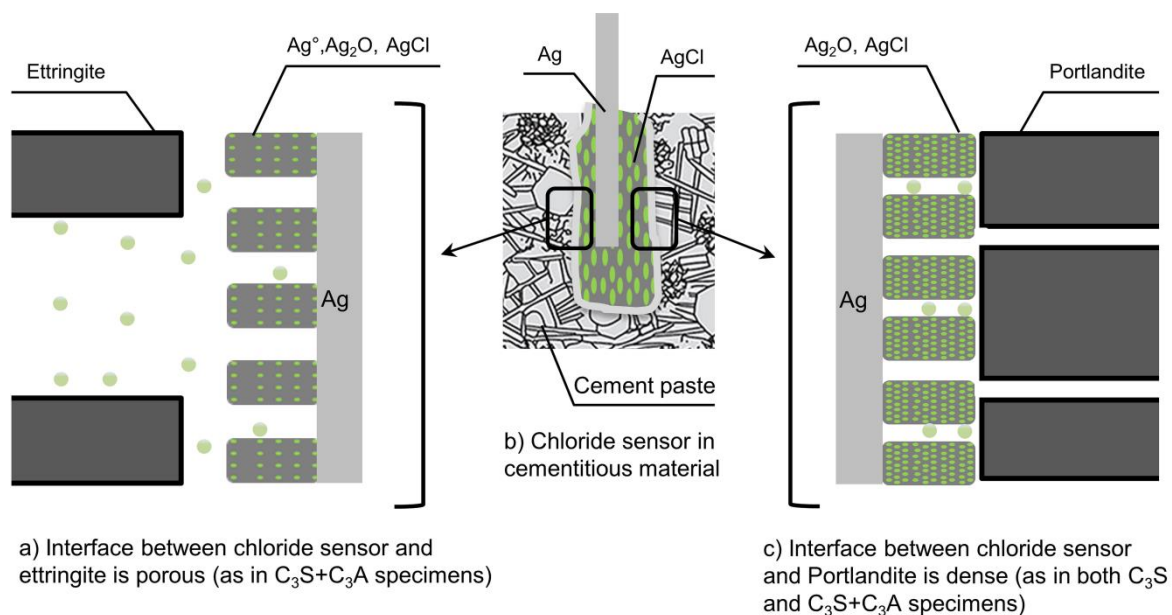 Ettringite
Ag°,Ag₂O, AgCl
Ag
a) Interface between chloride sensor and
ettringite is porous (as in C₃S+C₃A specimens)
Ag
AgCl
Cement paste
b) Chloride sensor in
cementitious material
Ag₂O, AgCl
Portlandite
Ag
c) Interface between chloride sensor
and Portlandite is dense (as in both C₃S
and C₃S+C₃A specimens)